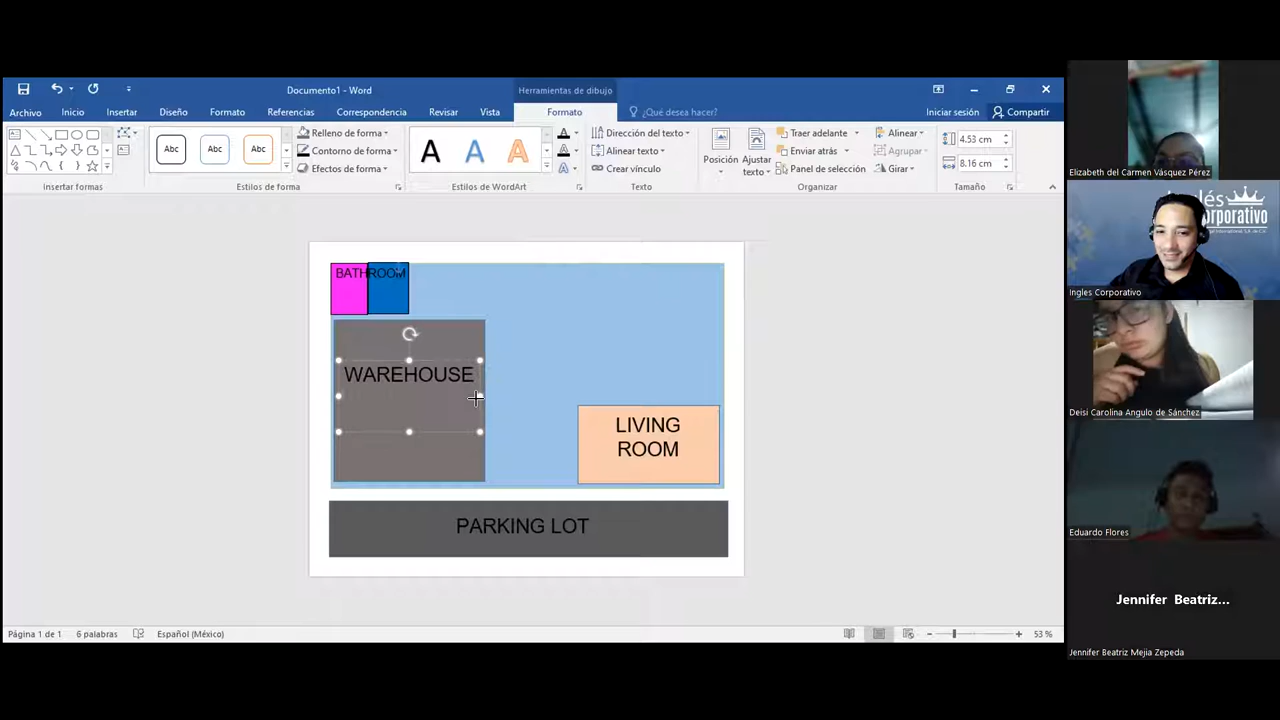 Documento1 - Word
Herramientas de dibujo
Archivo
Inicio
Insertar
Diseño
Formato
Referencias
Correspondencia
Revisar
Vista
Formato
¿Qué desea hacer?
Iniciar sesión
Compartir
Abc
Abc
Abc
Relleno de forma
Contorno de forma
Efectos de forma
A
A
A
A
A
A
Dirección del texto
Alinear texto
Crear vínculo
Posición
Ajustar
texto
Traer adelante
Enviar atrás
Panel de selección
Alinear
Agrupar
Girar
4.53 cm
8.16 cm
Insertar formas
Estilos de forma
Estilos de WordArt
Texto
Organizar
Tamaño
BATHROOM
WAREHOUSE
LIVING
ROOM
PARKING LOT
Página 1 de 1
6 palabras
Español (México)
53 %
Elizabeth del Carmen Vásquez Pérez
Ingles Corporativo
Deisi Carolina Angulo de Sánchez
Eduardo Flores
Jennifer Beatriz...
Jennifer Beatriz Mejia Zepeda